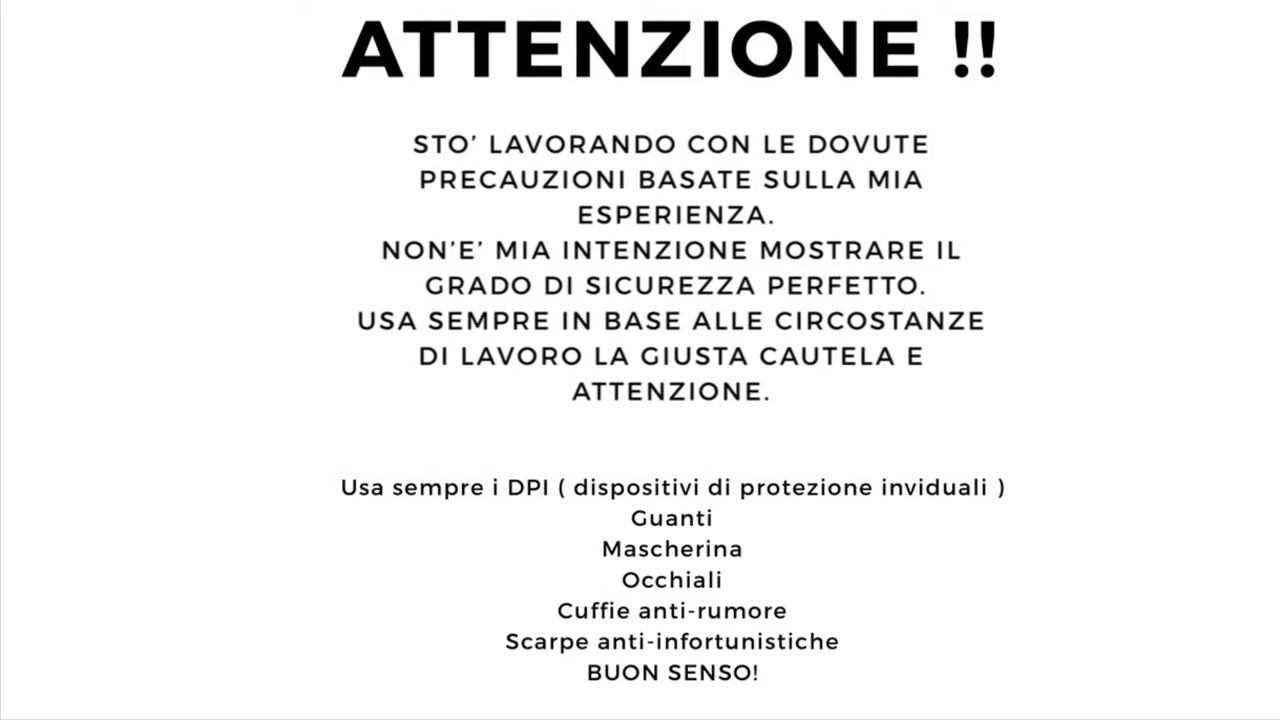 ATTENZIONE !!
STO’ LAVORANDO CON LE DOVUTE
PRECAUZIONI BASATE SULLA MIA
ESPERIENZA.
NON’E’ MIA INTENZIONE MOSTRARE IL
GRADO DI SICUREZZA PERFETTO.
USA SEMPRE IN BASE ALLE CIRCOSTANZE
DI LAVORO LA GIUSTA CAUTELA E
ATTENZIONE.
Usa sempre i DPI ( dispositivi di protezione inviduali )
Guanti
Mascherina
Occhiali
Cuffie anti-rumore
Scarpe anti-infortunistiche
BUON SENSO!